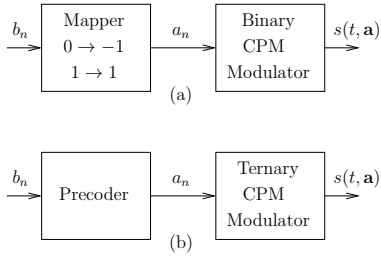 b_n
Mapper
0 → −1
1 → 1
a_n
Binary
CPM
Modulator
s(t, a)
(a)
b_n
Precoder
a_n
Ternary
CPM
Modulator
s(t, a)
(b)